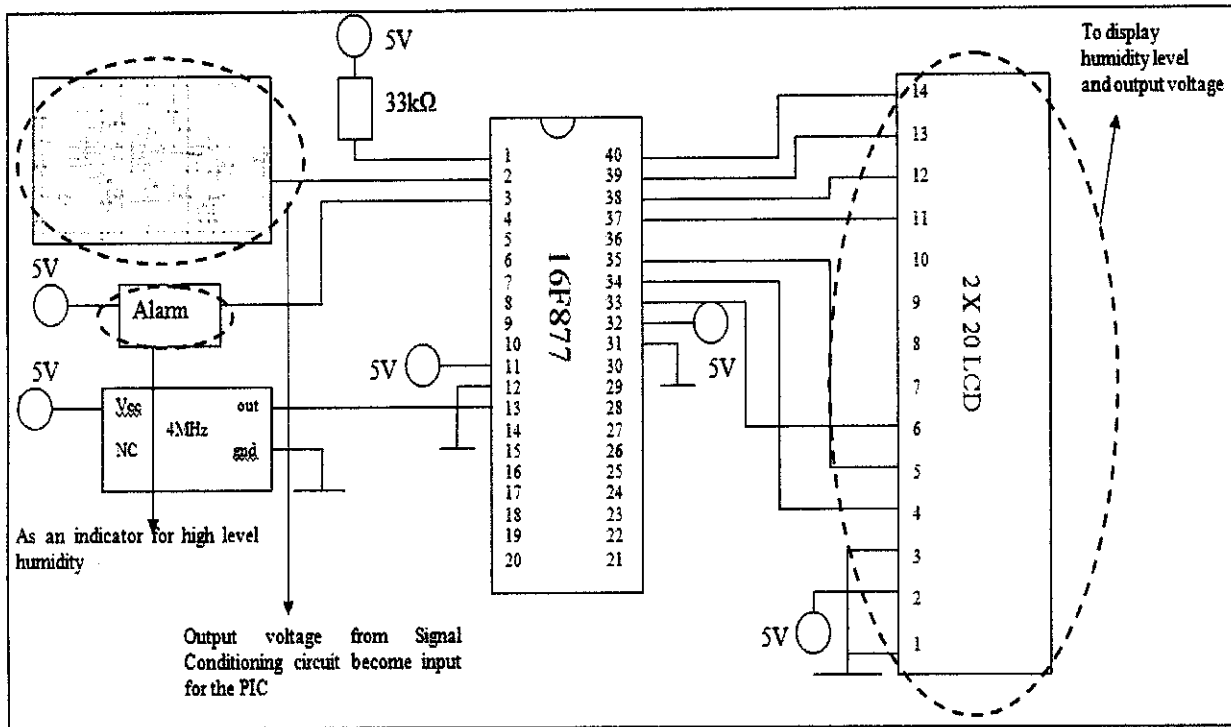 5V
33kΩ
To display
humidity level
and output voltage
1
2
3
4
5
6
7
8
9
10
11
12
13
14
15
16
17
18
19
20
40
39
38
37
36
35
34
33
32
31
30
29
28
27
26
25
24
23
22
21
16F877
14
13
12
11
10
9
8
7
6
5
4
3
2
1
2 X 20 LCD
5V
Alarm
5V
out
4MHz
NC
gnd
5V
5V
5V
As an indicator for high level
humidity
Output voltage from Signal
Conditioning circuit become input
for the PIC